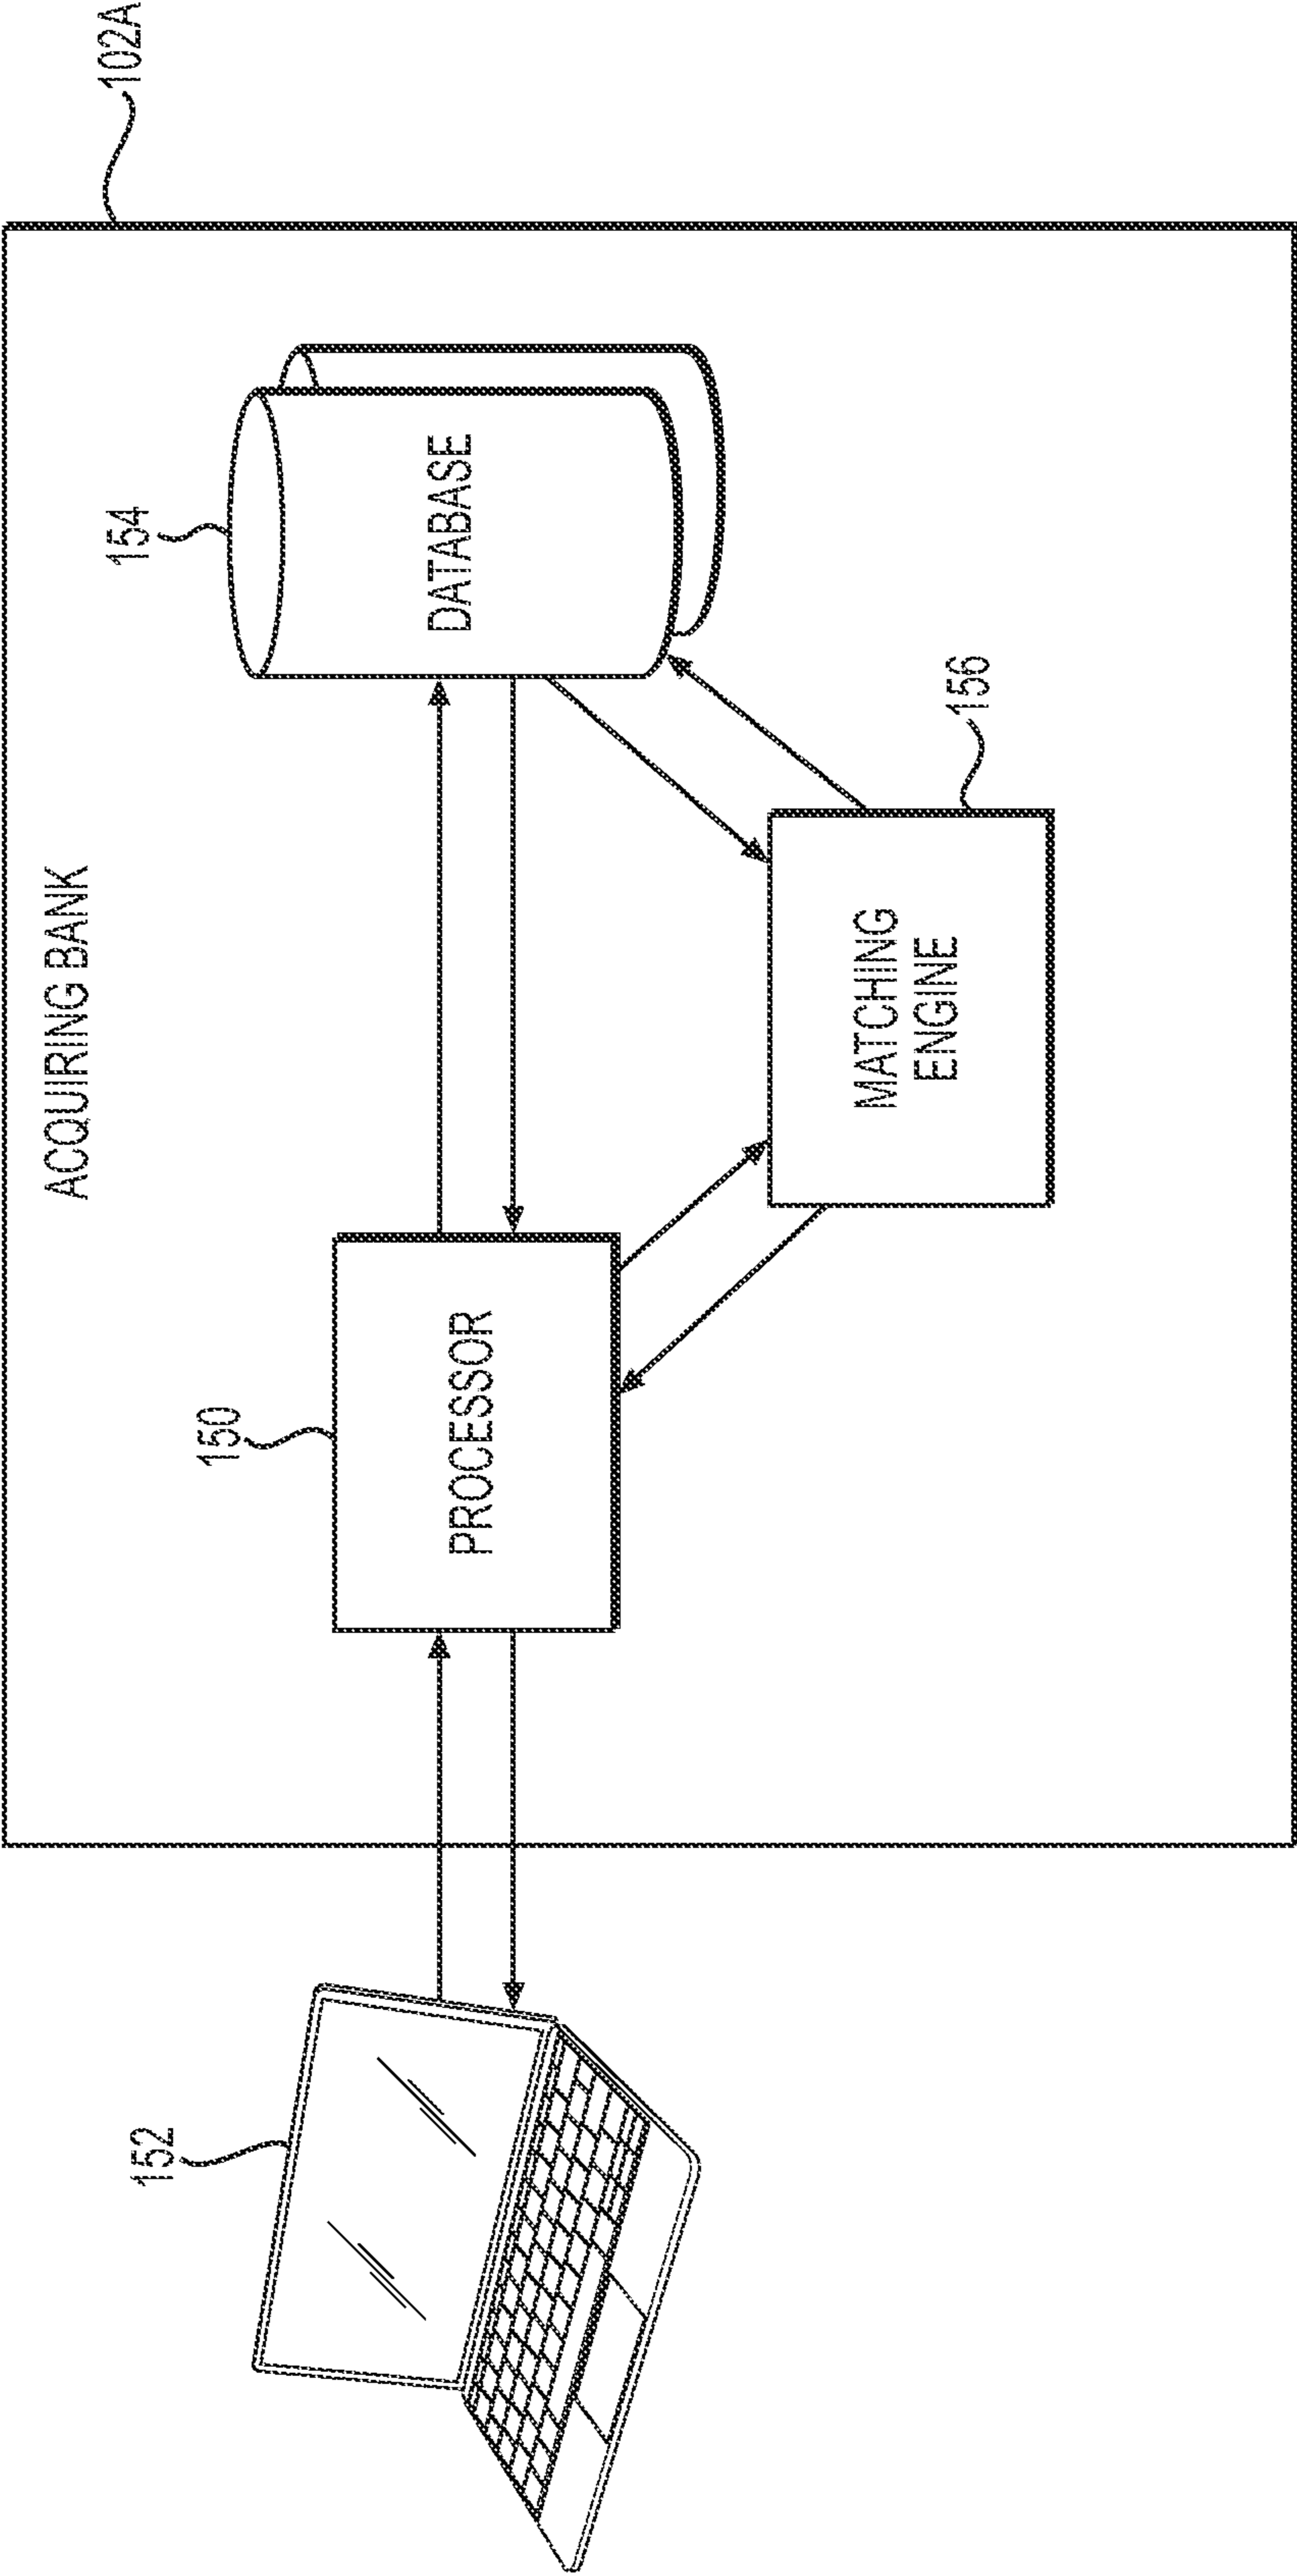 102A
ACQUIRING BANK
152
150
154
PROCESSOR
DATABASE
156
MATCHING
ENGINE